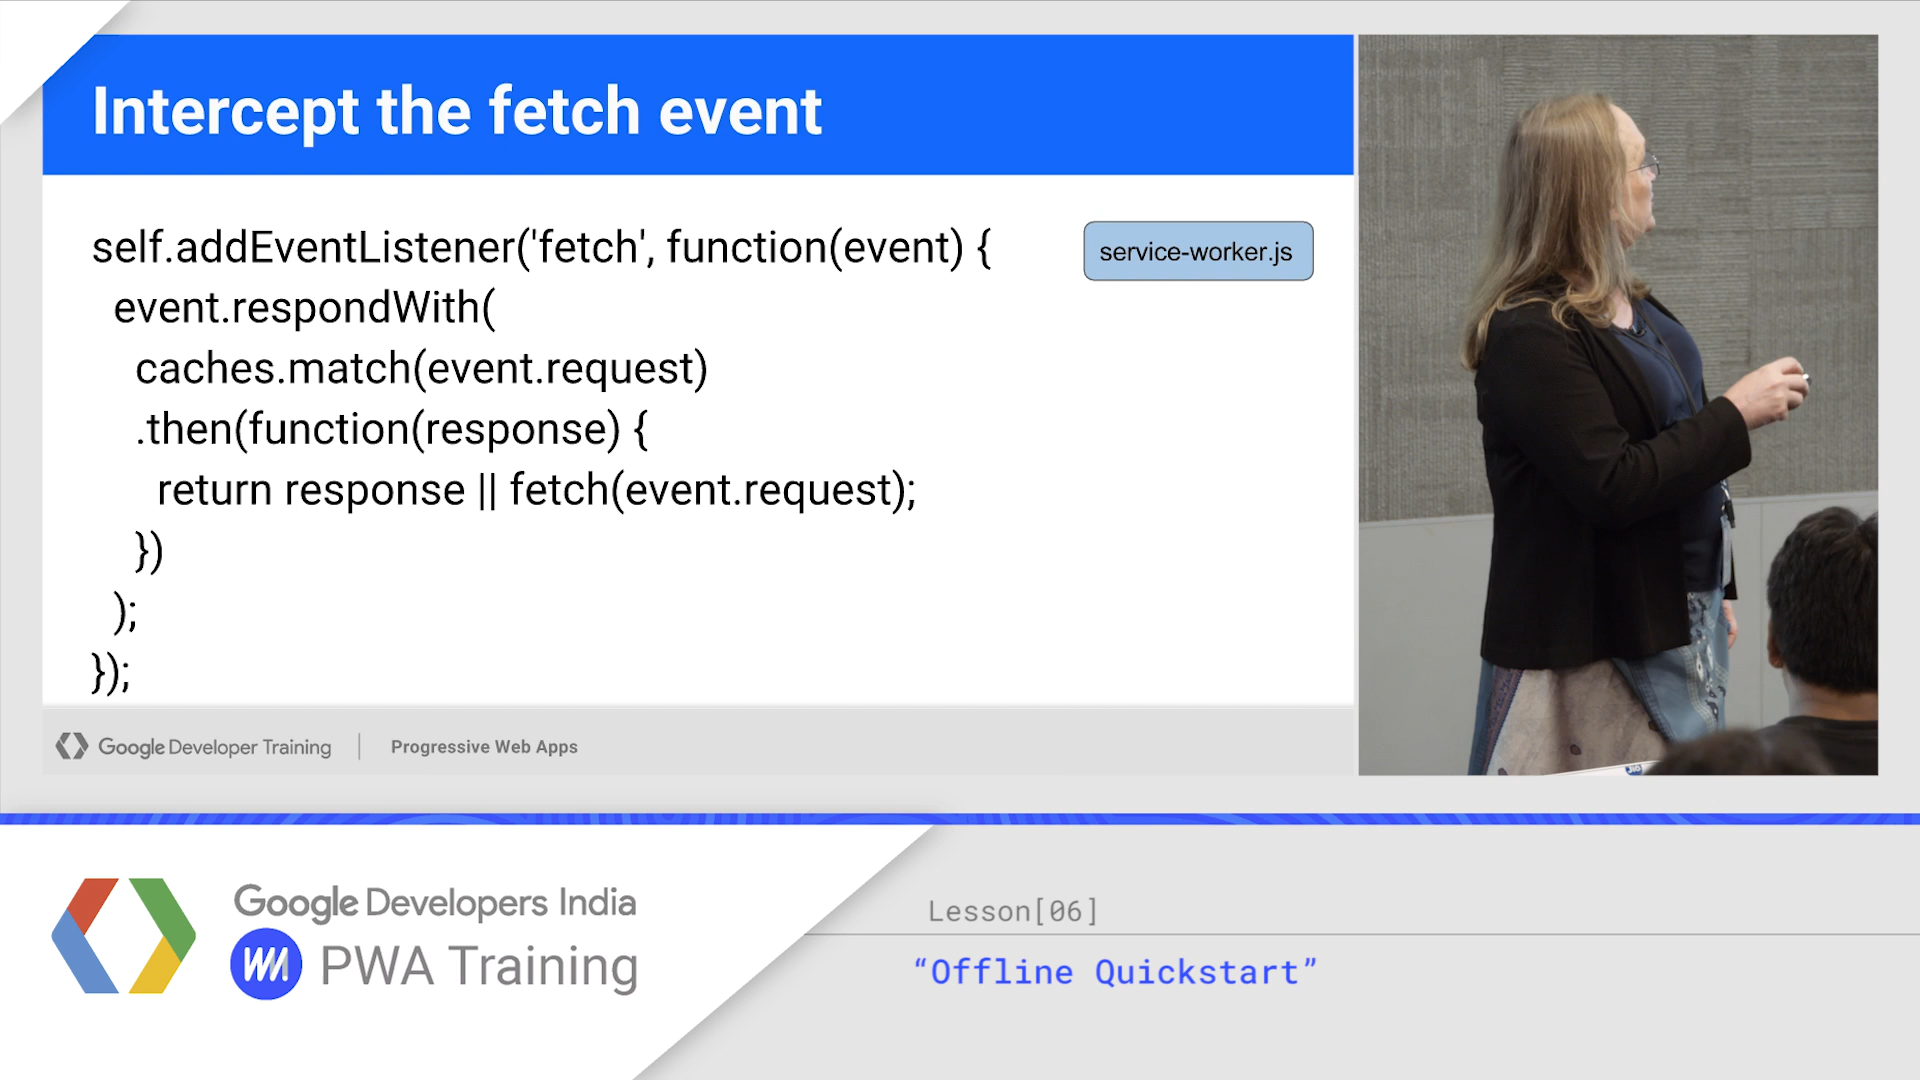 Intercept the fetch event
self.addEventListener('fetch', function(event) {
service-worker.js
event.respondWith(
caches.match(event.request)
.then(function(response) {
return response || fetch(event.request);
})
);
});
Google Developer Training | Progressive Web Apps
Google Developers India
PWA Training
Lesson[06]
“Offline Quickstart”